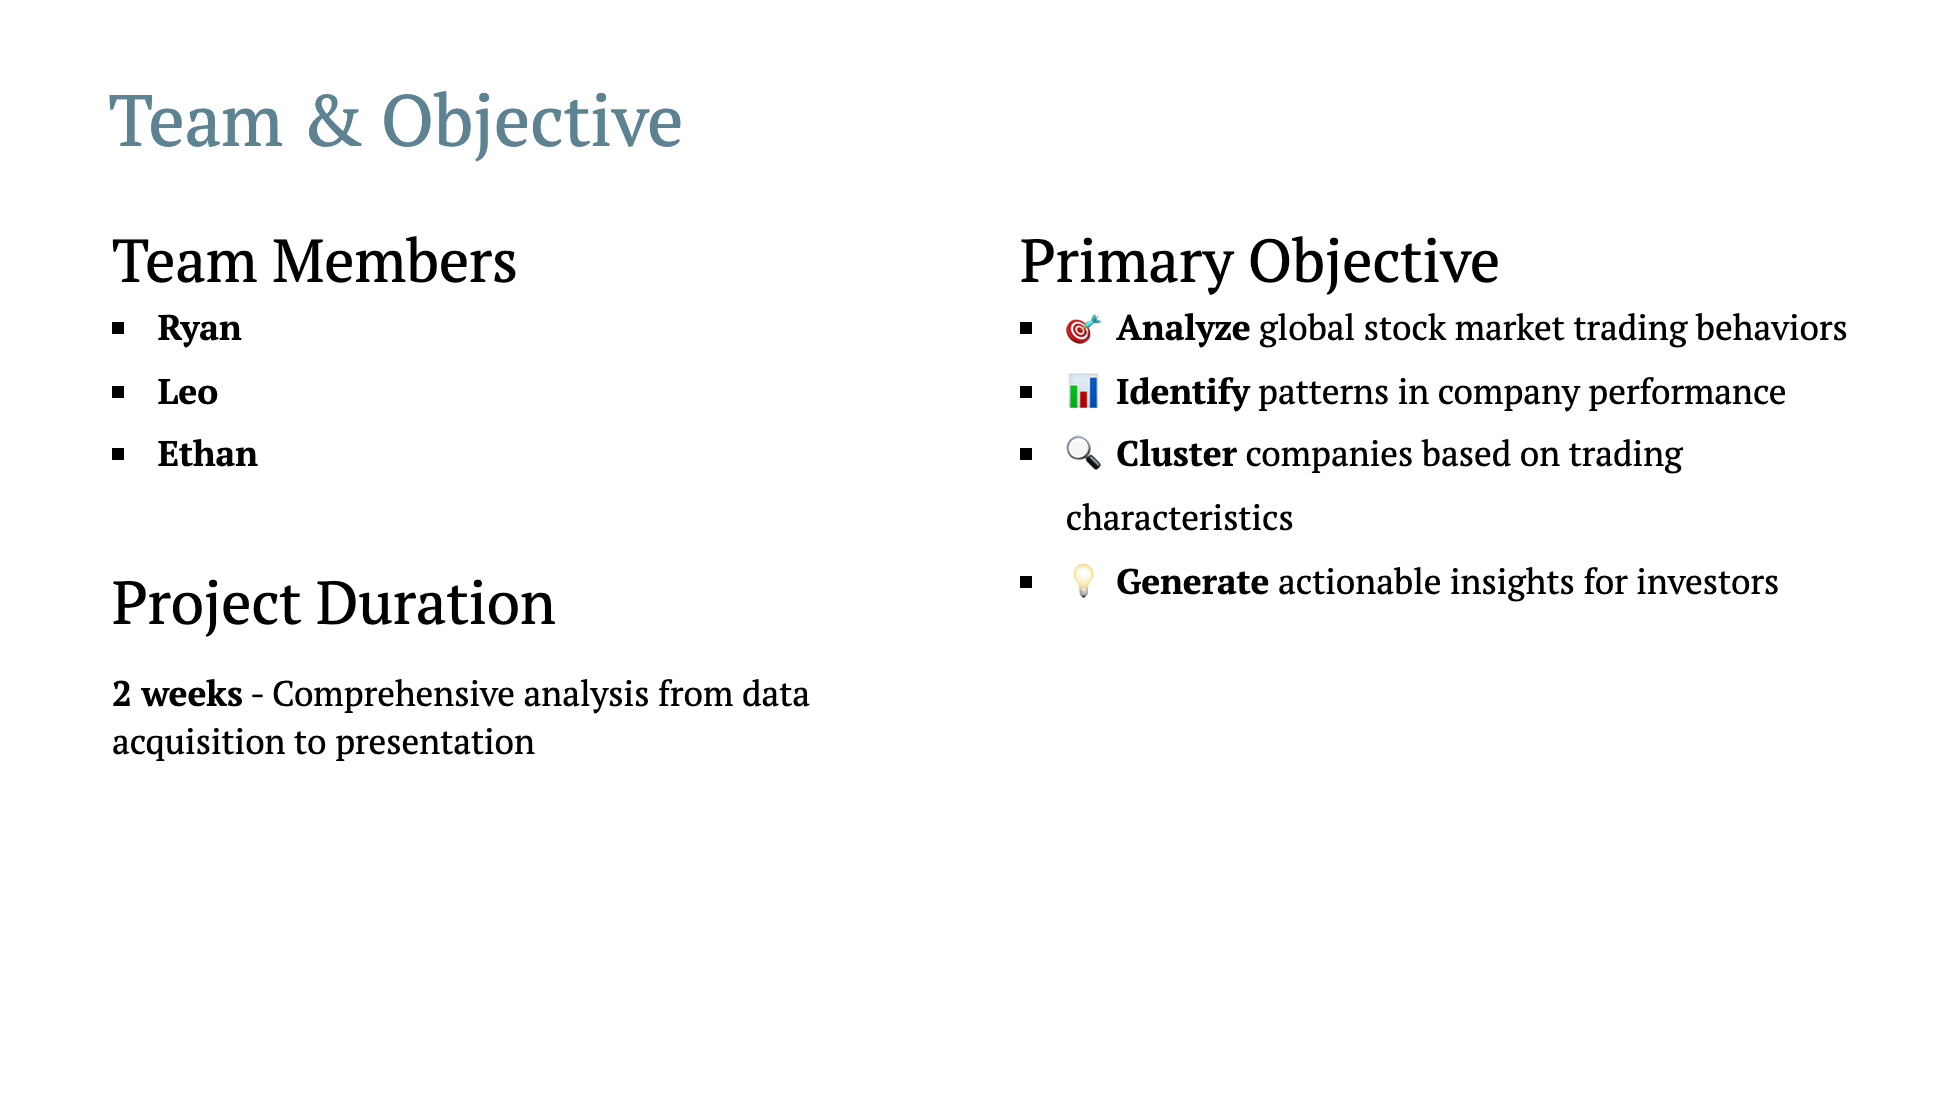 Team & Objective
Team Members
▪ Ryan
▪ Leo
▪ Ethan
Project Duration
2 weeks - Comprehensive analysis from data
acquisition to presentation
Primary Objective
▪ 🎯 Analyze global stock market trading behaviors
▪ 📊 Identify patterns in company performance
▪ 🔍 Cluster companies based on trading
characteristics
▪ 💡 Generate actionable insights for investors